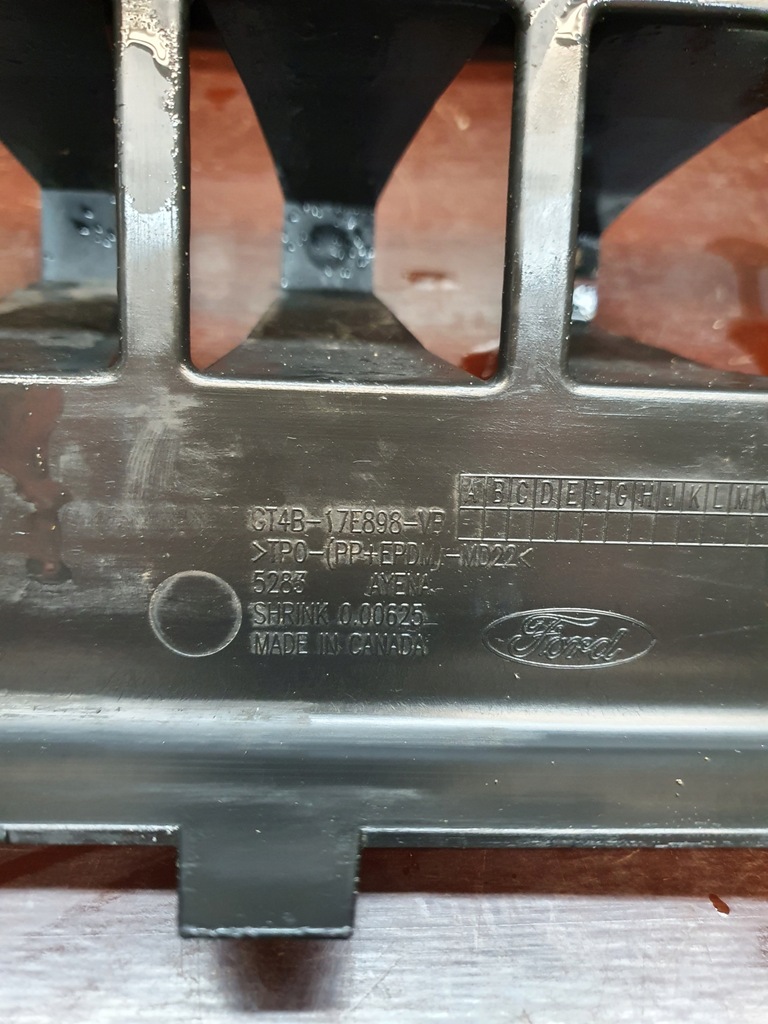 A B C D E F G H J K L M N
CT4B-17E898-VB
>TPO-(PP+EPDM)-MD22<
5283 AYENA
SHRINK 0.00625
MADE IN CANADA
Ford